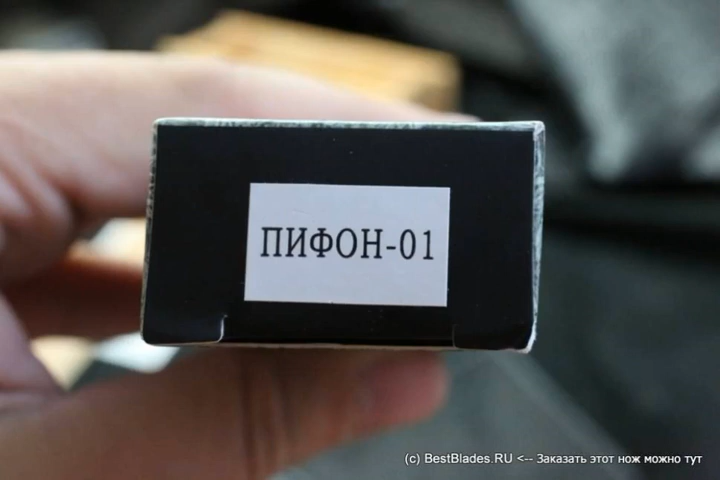 ПИФОН-01
(c) BestBlades.RU <-- Заказать этот нож можно тут